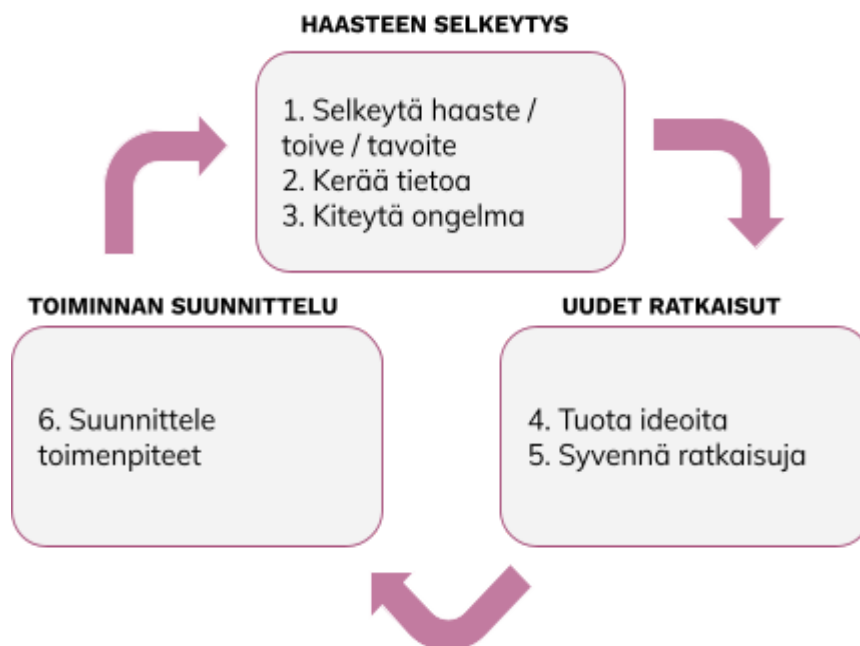 HAASTEEN SELKEYTYS
1. Selkeytä haaste /
toive / tavoite
2. Kerää tietoa
3. Kiteytä ongelma
TOIMINNAN SUUNNITTELU
6. Suunnittele
toimenpiteet
UUDET RATKAISUT
4. Tuota ideoita
5. Syvennä ratkaisuja